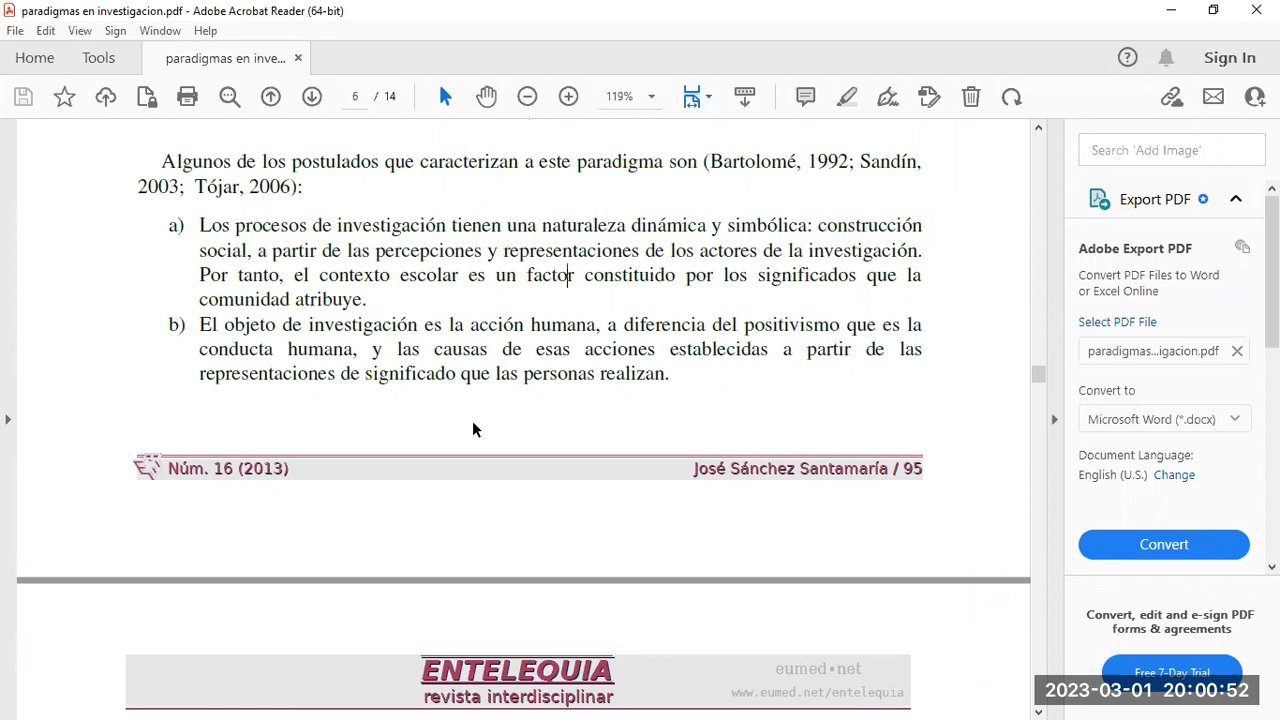 paradigmas en investigacion.pdf - Adobe Acrobat Reader (64-bit)
File Edit View Sign Window Help
Home Tools paradigmas en inve... Sign In
6 / 14 119%
Algunos de los postulados que caracterizan a este paradigma son (Bartolomé, 1992; Sandín,
2003; Tójar, 2006):
a) Los procesos de investigación tienen una naturaleza dinámica y simbólica: construcción
social, a partir de las percepciones y representaciones de los actores de la investigación.
Por tanto, el contexto escolar es un factor constituido por los significados que la
comunidad atribuye.
b) El objeto de investigación es la acción humana, a diferencia del positivismo que es la
conducta humana, y las causas de esas acciones establecidas a partir de las
representaciones de significado que las personas realizan.
Núm. 16 (2013) José Sánchez Santamaría / 95
ENTELEQUIA
revista interdisciplinar
eumed•net
www.eumed.net/entelequia
Search 'Add Image'
Export PDF
Adobe Export PDF
Convert PDF Files to Word
or Excel Online
Select PDF File
paradigmas...igacion.pdf
Convert to
Microsoft Word (*.docx)
Document Language:
English (U.S.) Change
Convert
Convert, edit and e-sign PDF
forms & agreements
Free 7-Day Trial
2023-03-01 20:00:52